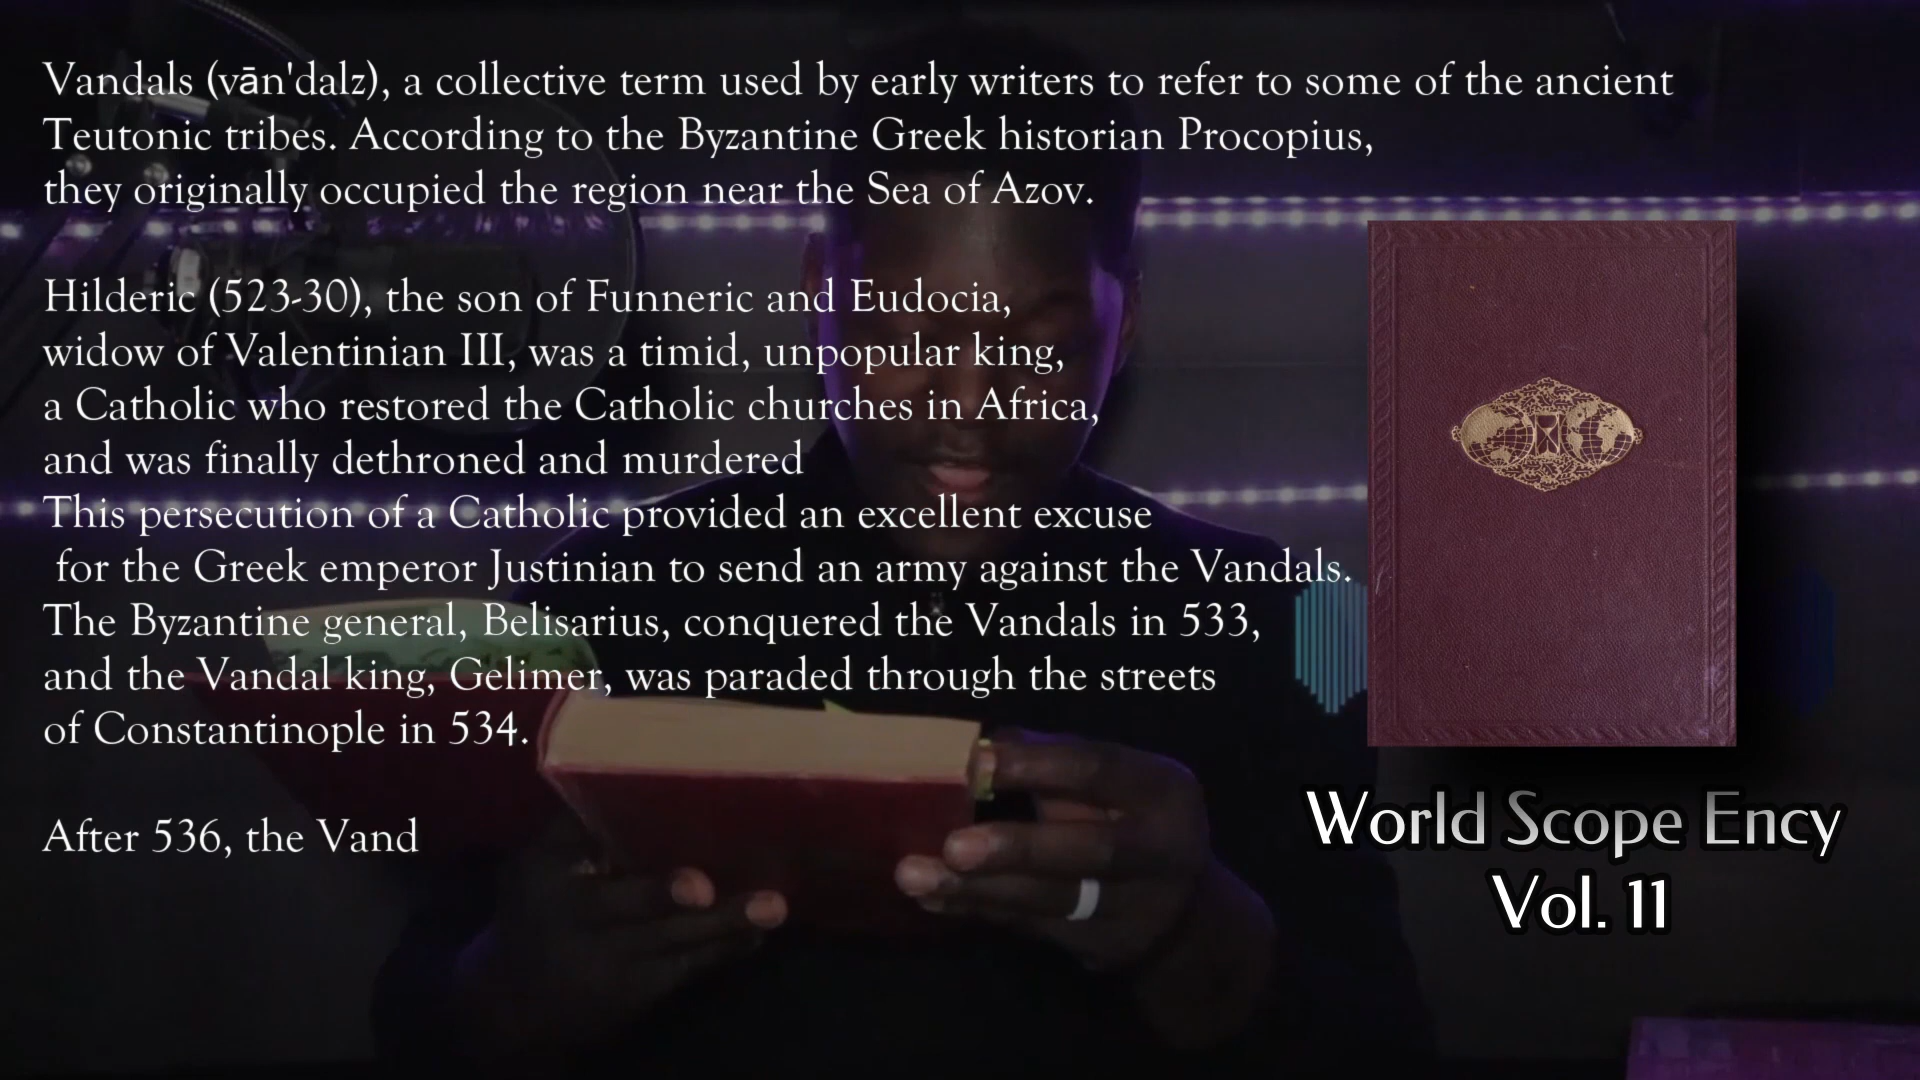 Vandals (vān'dalz), a collective term used by early writers to refer to some of the ancient
Teutonic tribes. According to the Byzantine Greek historian Procopius,
they originally occupied the region near the Sea of Azov.
Hilderic (523-30), the son of Funneric and Eudocia,
widow of Valentinian III, was a timid, unpopular king,
a Catholic who restored the Catholic churches in Africa,
and was finally dethroned and murdered
This persecution of a Catholic provided an excellent excuse
for the Greek emperor Justinian to send an army against the Vandals.
The Byzantine general, Belisarius, conquered the Vandals in 533,
and the Vandal king, Gelimer, was paraded through the streets
of Constantinople in 534.
After 536, the Vand
World Scope Ency
Vol. 11